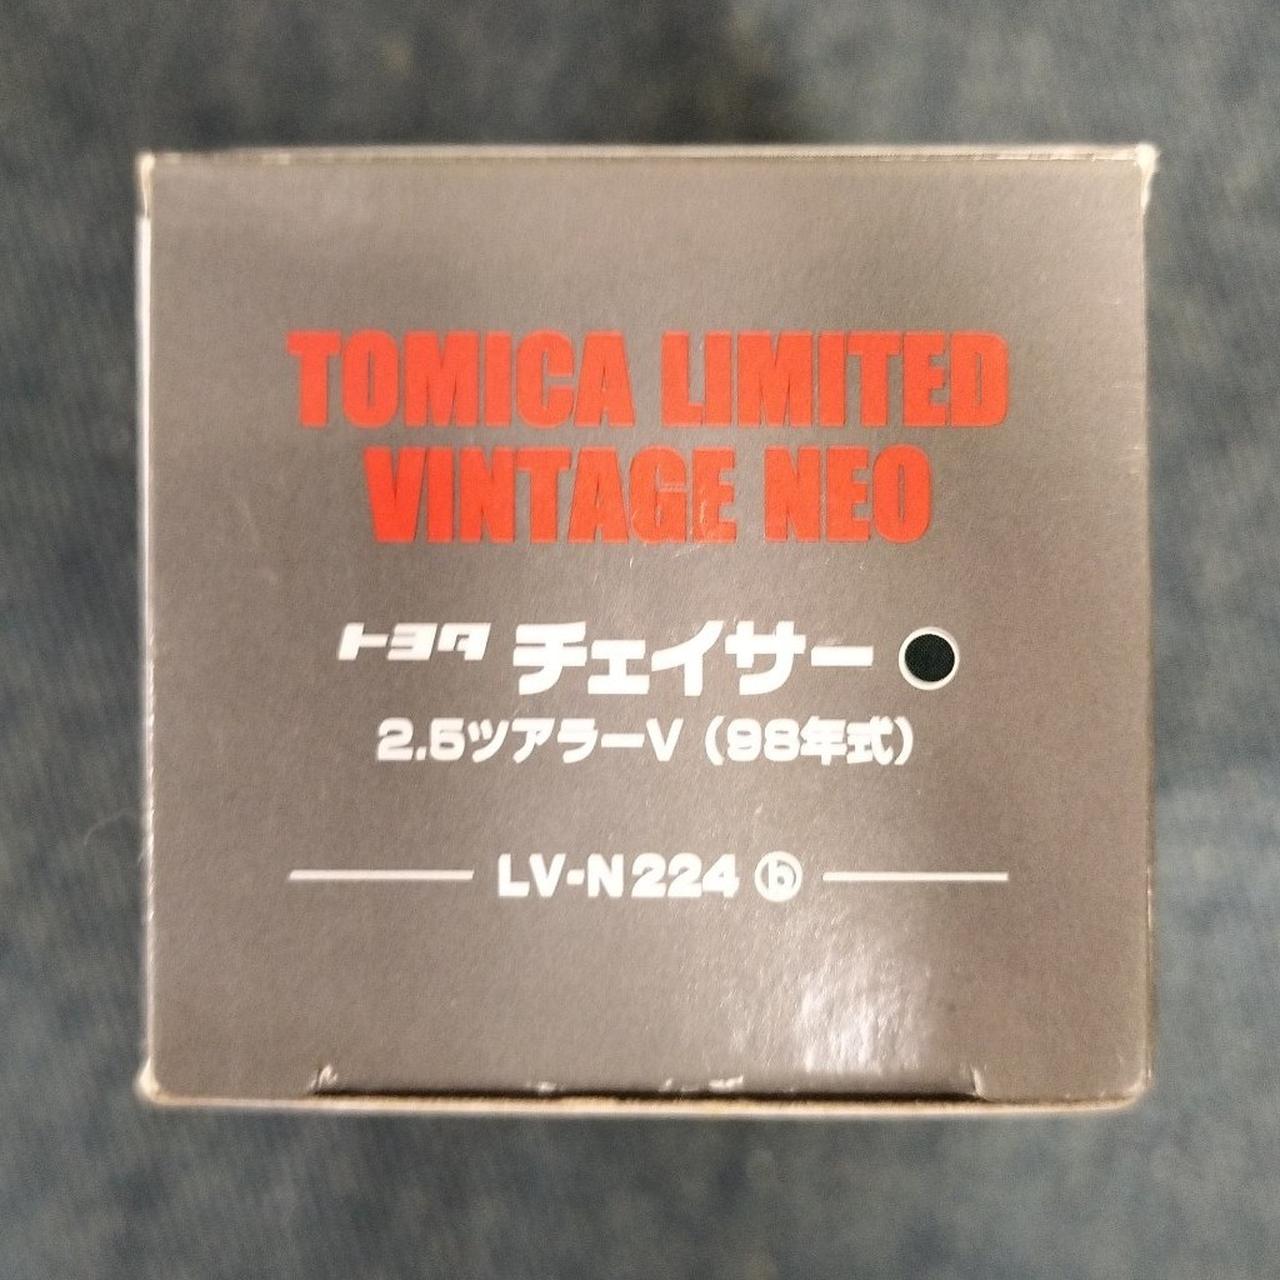 TOMICA LIMITED
VINTAGE NEO
トヨタ チェイサー
2.5ツアラーV（98年式）
LV-N224 ⓑ